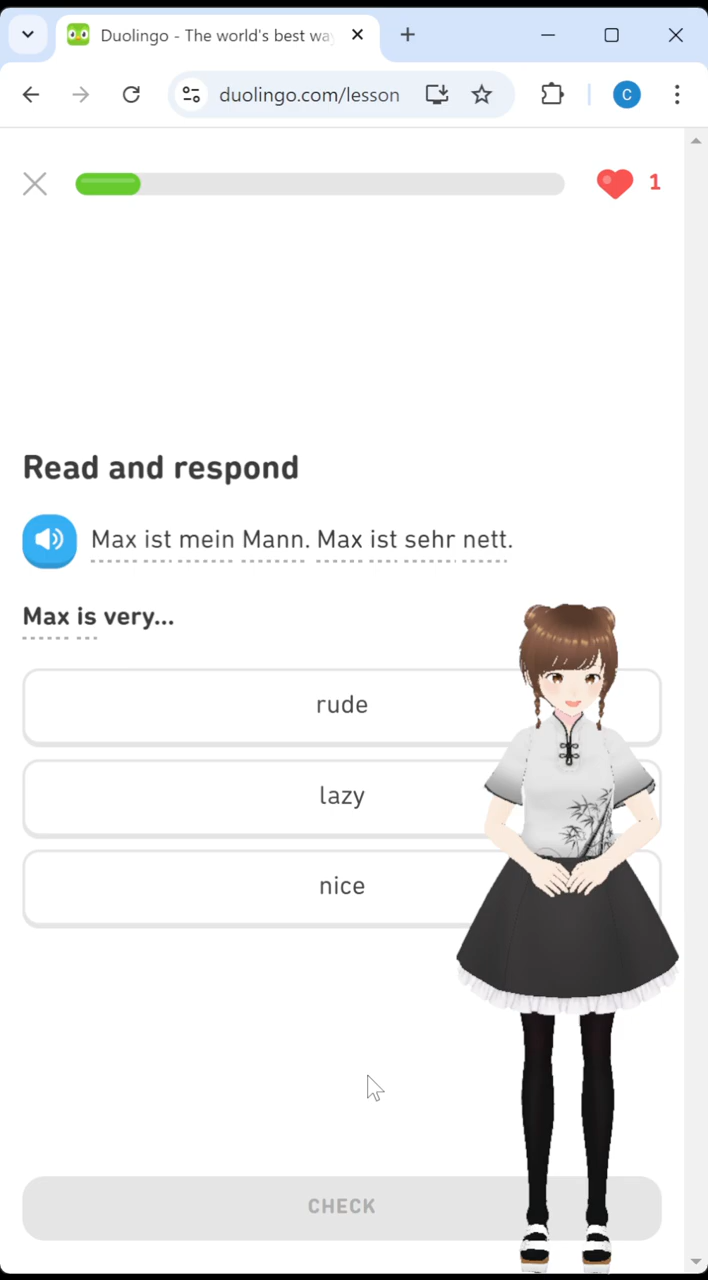 Duolingo - The world's best wa
duolingo.com/lesson
C
1
Read and respond
Max ist mein Mann. Max ist sehr nett.
Max is very...
rude
lazy
nice
CHECK